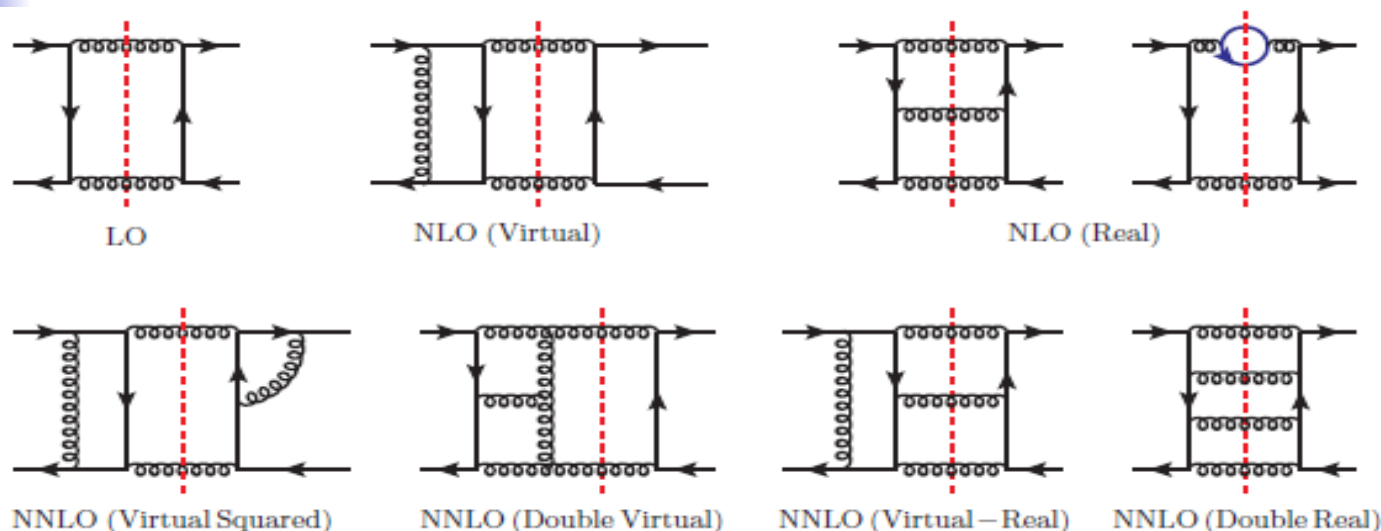 LO
NLO (Virtual)
NLO (Real)
NNLO (Virtual Squared)
NNLO (Double Virtual)
NNLO (Virtual−Real)
NNLO (Double Real)